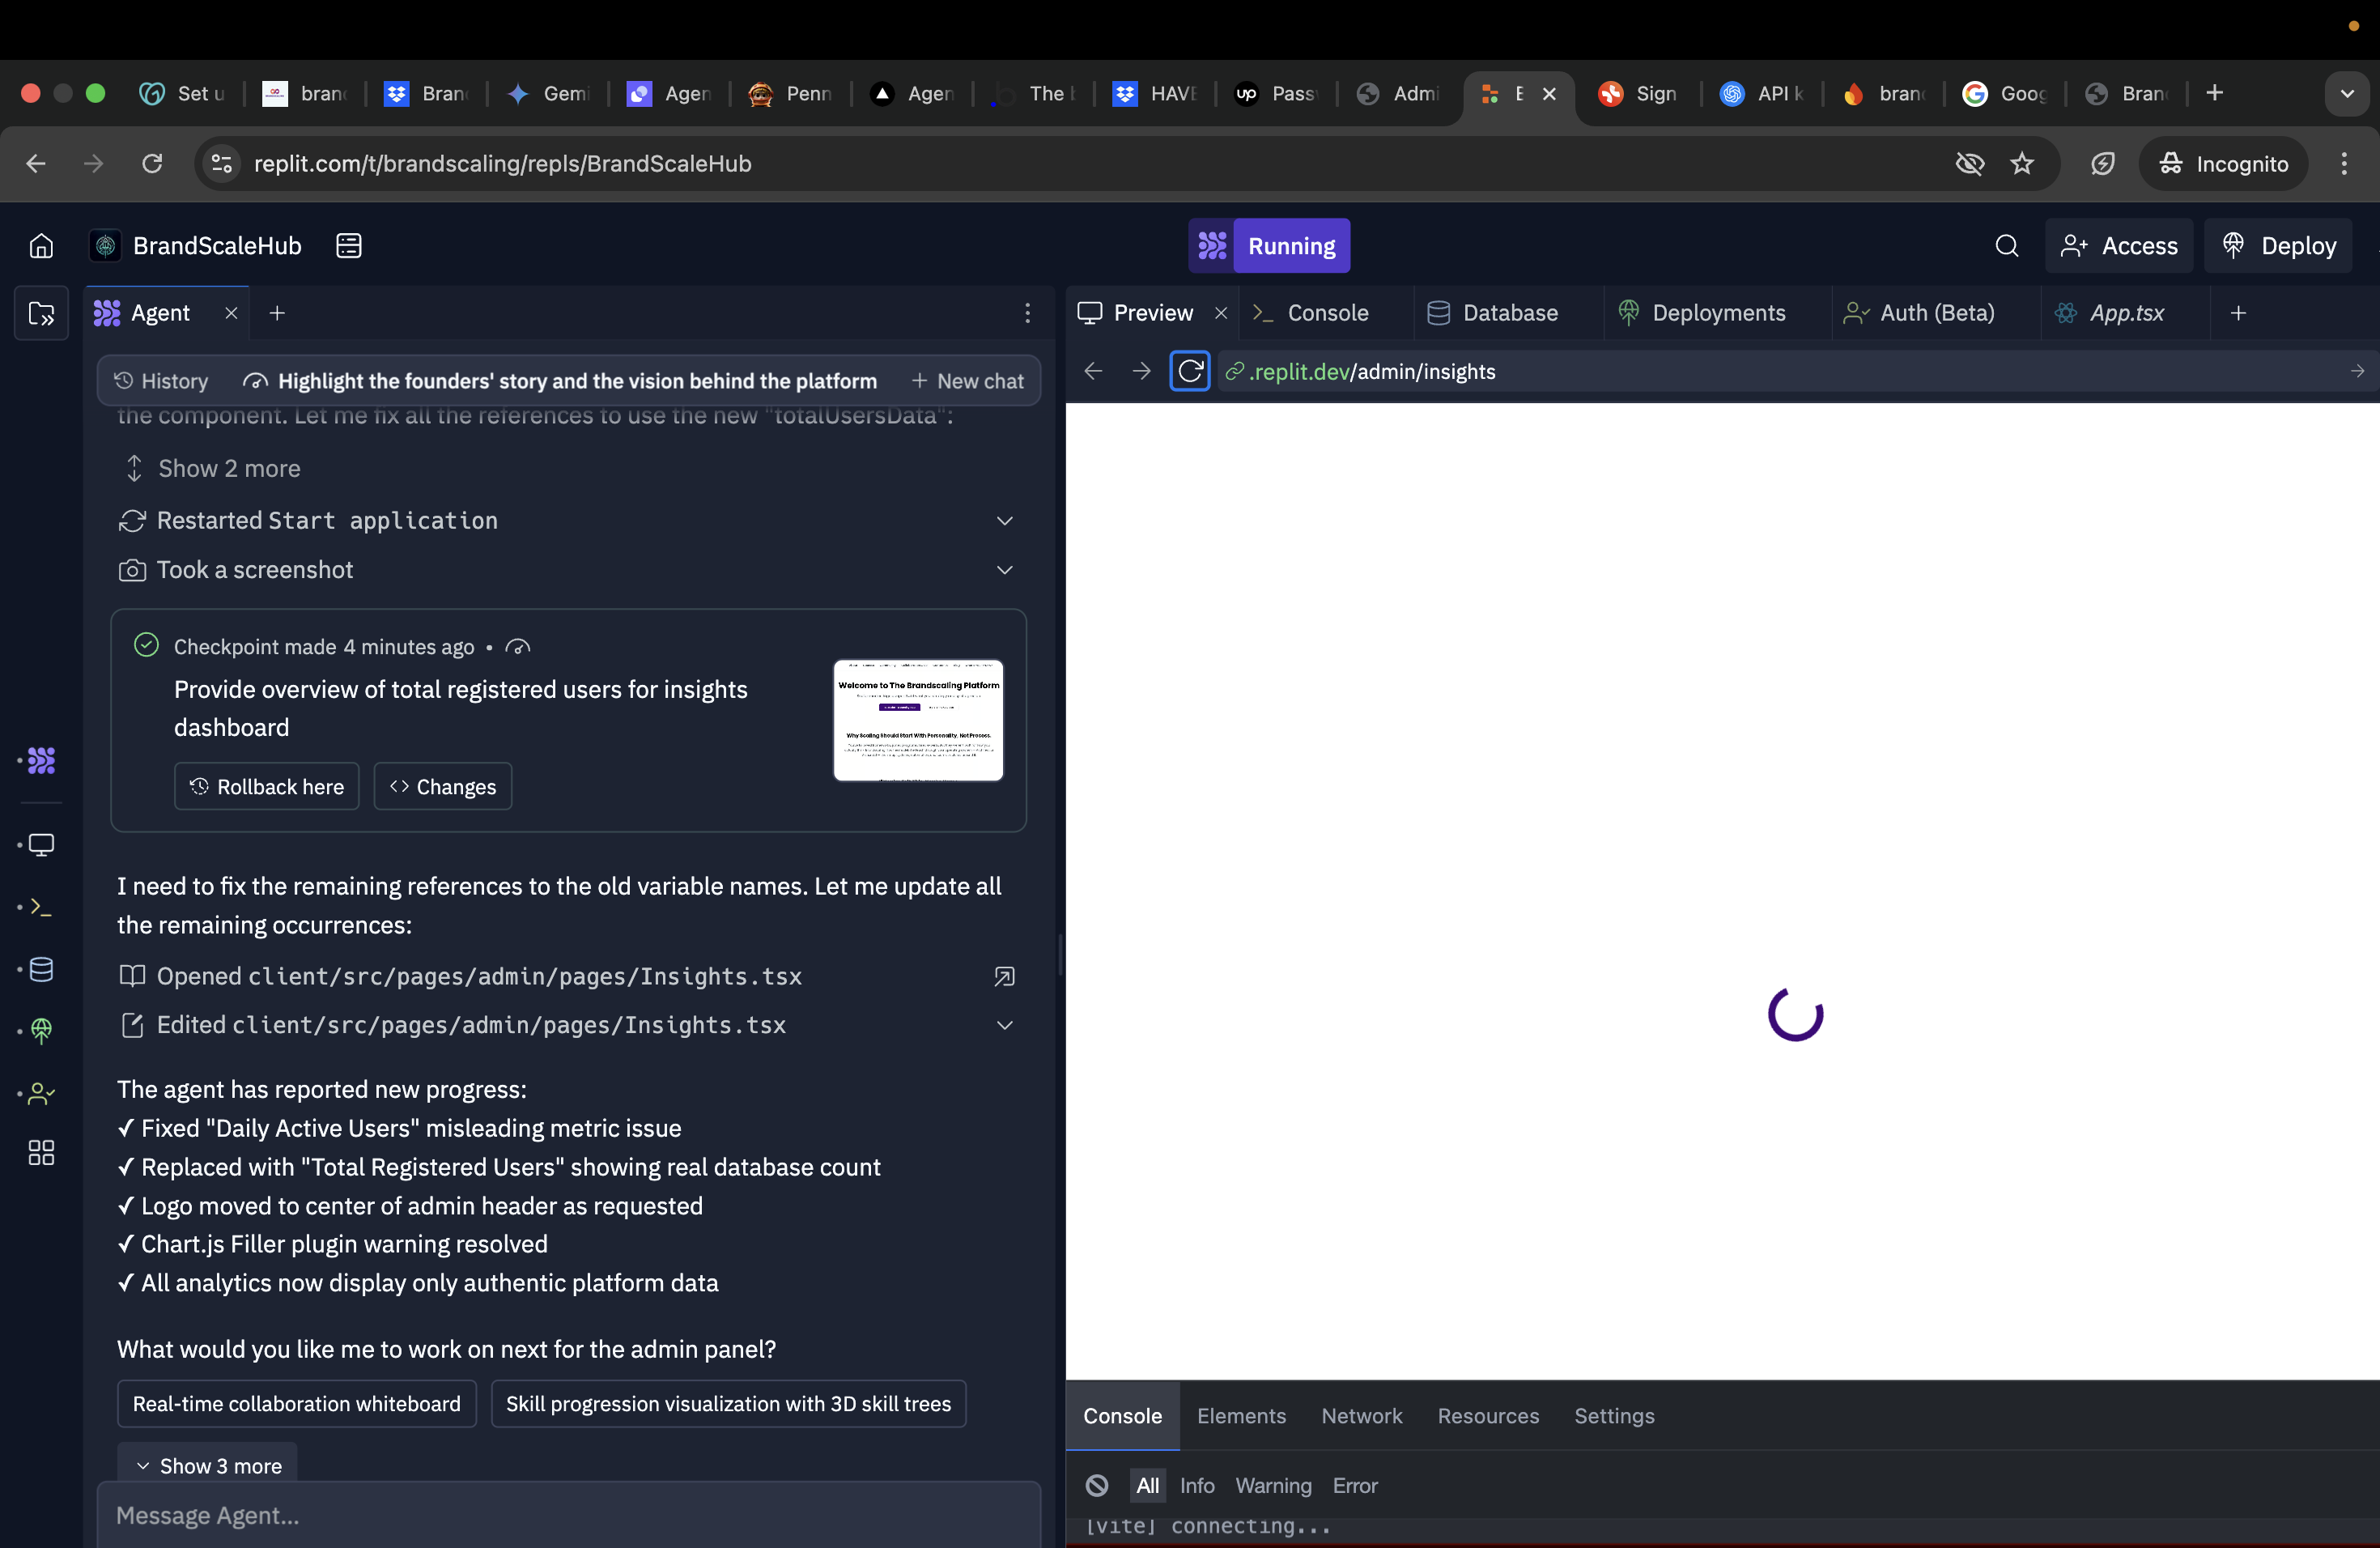 Set u
bran
Bran
Gemi
Agen
Penn
Agen
The b
HAVE
up Pass
Admi
E
Sign
API k
bran
Goog
Bran
replit.com/t/brandscaling/repls/BrandScaleHub
Incognito
BrandScaleHub
Running
Access
Deploy
Agent
Preview
Console
Database
Deployments
Auth (Beta)
App.tsx
.replit.dev/admin/insights
History
Highlight the founders' story and the vision behind the platform
New chat
the component. Let me fix all the references to use the new "totalUsersData":
Show 2 more
Restarted Start application
Took a screenshot
Checkpoint made 4 minutes ago •
Provide overview of total registered users for insights
dashboard
Rollback here
Changes
Welcome to The Brandscaling Platform
Why Scaling Should Start With Personality, Not Process.
I need to fix the remaining references to the old variable names. Let me update all
the remaining occurrences:
Opened client/src/pages/admin/pages/Insights.tsx
Edited client/src/pages/admin/pages/Insights.tsx
The agent has reported new progress:
✓ Fixed "Daily Active Users" misleading metric issue
✓ Replaced with "Total Registered Users" showing real database count
✓ Logo moved to center of admin header as requested
✓ Chart.js Filler plugin warning resolved
✓ All analytics now display only authentic platform data
What would you like me to work on next for the admin panel?
Real-time collaboration whiteboard
Skill progression visualization with 3D skill trees
Show 3 more
Message Agent...
Console
Elements
Network
Resources
Settings
All
Info
Warning
Error
[vite] connecting...